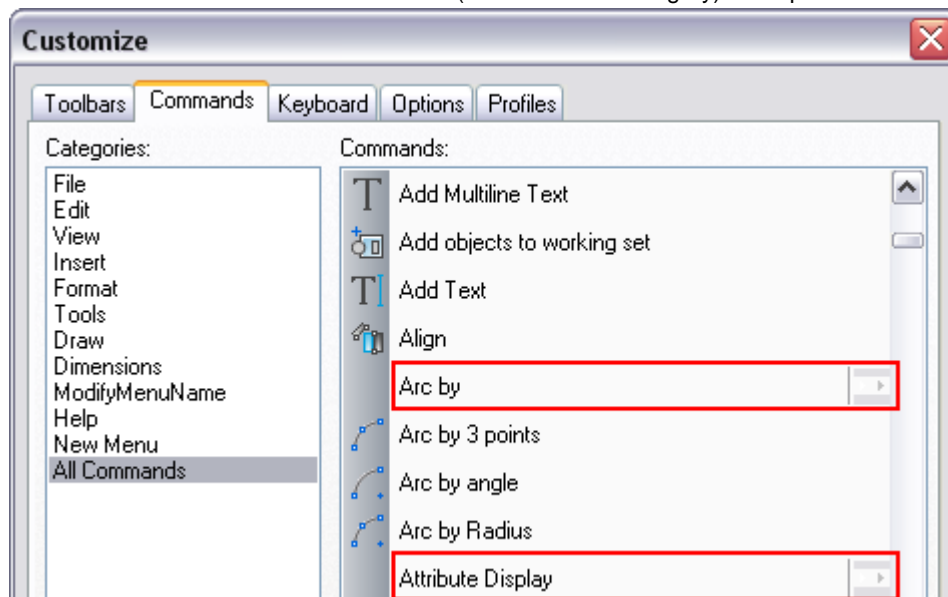 Customize
Toolbars Commands Keyboard Options Profiles
Categories:
File
Edit
View
Insert
Format
Tools
Draw
Dimensions
ModifyMenuName
Help
New Menu
All Commands
Commands:
Add Multiline Text
Add objects to working set
Add Text
Align
Arc by
Arc by 3 points
Arc by angle
Arc by Radius
Attribute Display